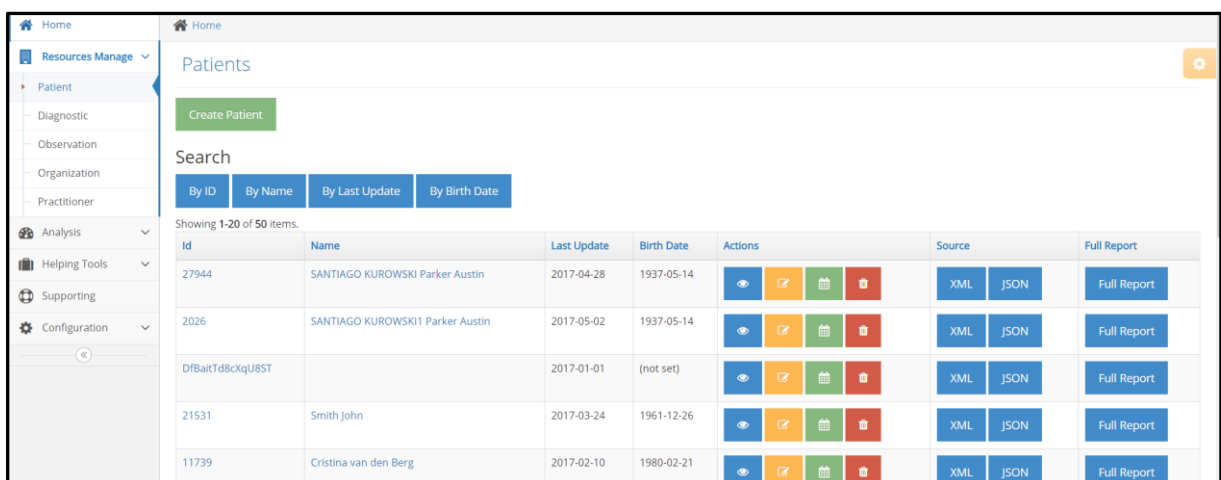 Home
Resources Manage
Patient
Diagnostic
Observation
Organization
Practitioner
Analysis
Helping Tools
Supporting
Configuration
Home
Patients
Create Patient
Search
By ID By Name By Last Update By Birth Date
Showing 1-20 of 50 items.
Id Name Last Update Birth Date Actions Source Full Report
27944 SANTIAGO KUROWSKI Parker Austin 2017-04-28 1937-05-14 XML JSON Full Report
2026 SANTIAGO KUROWSKI1 Parker Austin 2017-05-02 1937-05-14 XML JSON Full Report
DfBaitTd8cXqU8ST 2017-01-01 (not set) XML JSON Full Report
21531 Smith John 2017-03-24 1961-12-26 XML JSON Full Report
11739 Cristina van den Berg 2017-02-10 1980-02-21 XML JSON Full Report